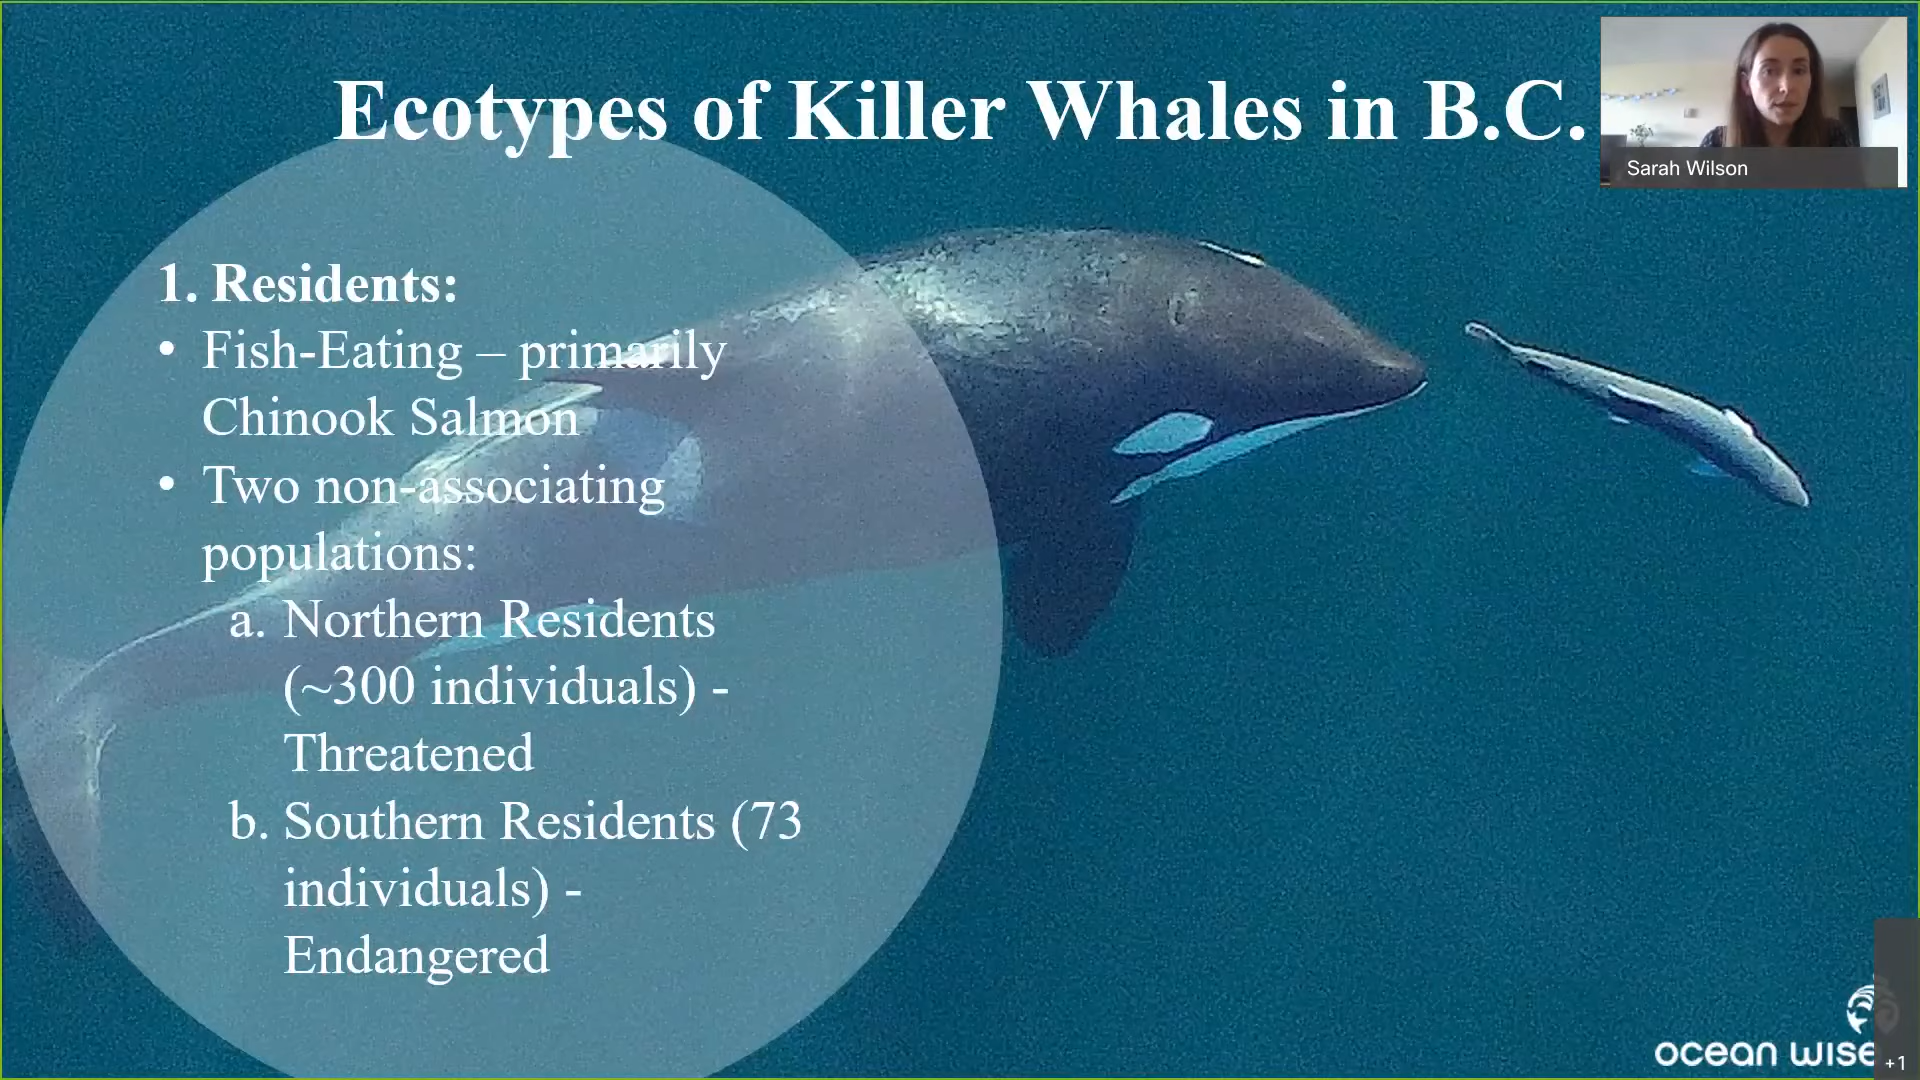 Ecotypes of Killer Whales in B.C.
Sarah Wilson
1. Residents:
• Fish-Eating – primarily
Chinook Salmon
• Two non-associating
populations:
a. Northern Residents
(~300 individuals) -
Threatened
b. Southern Residents (73
individuals) -
Endangered
ocean wise
+1